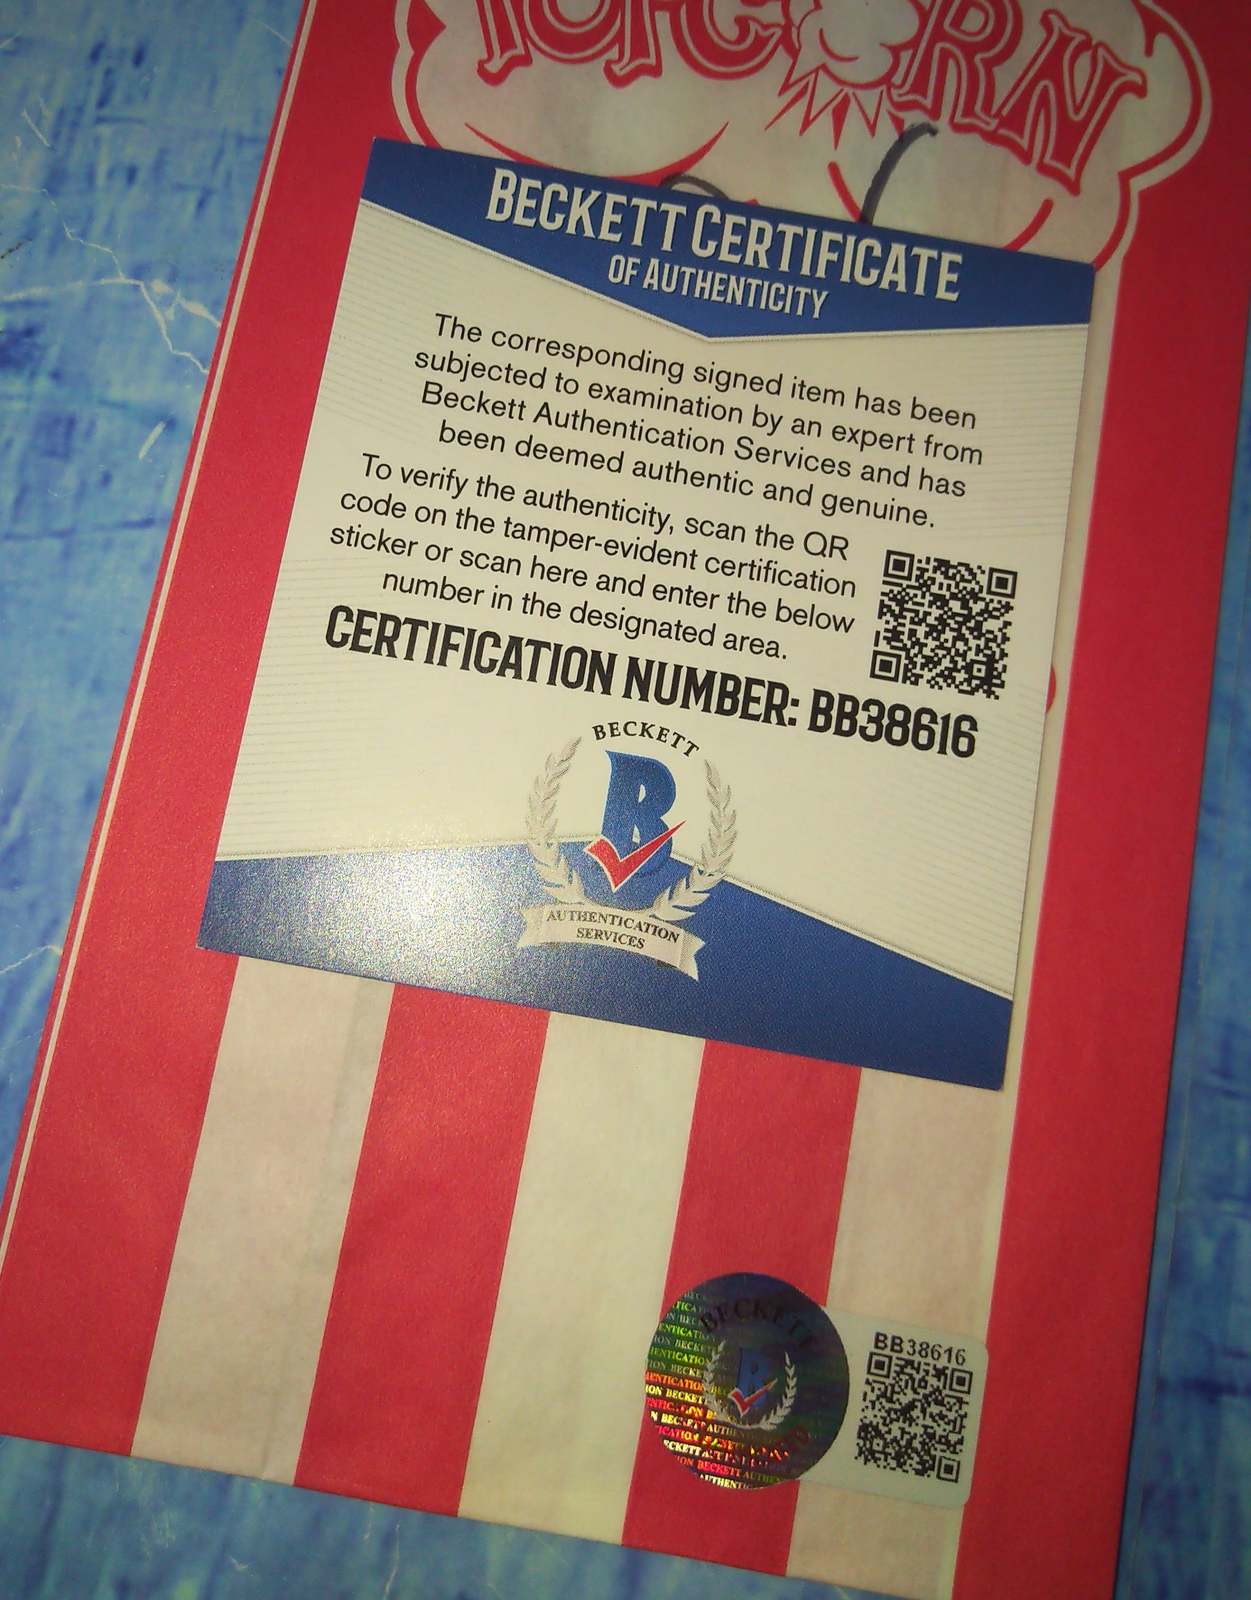 POPCORN
BECKETT CERTIFICATE
OF AUTHENTICITY
The corresponding signed item has been
subjected to examination by an expert from
Beckett Authentication Services and has
been deemed authentic and genuine.
To verify the authenticity, scan the QR
code on the tamper-evident certification
sticker or scan here and enter the below
number in the designated area.
CERTIFICATION NUMBER: BB38616
BECKETT
B
AUTHENTICATION
SERVICES
BECKETT
B
BB38616